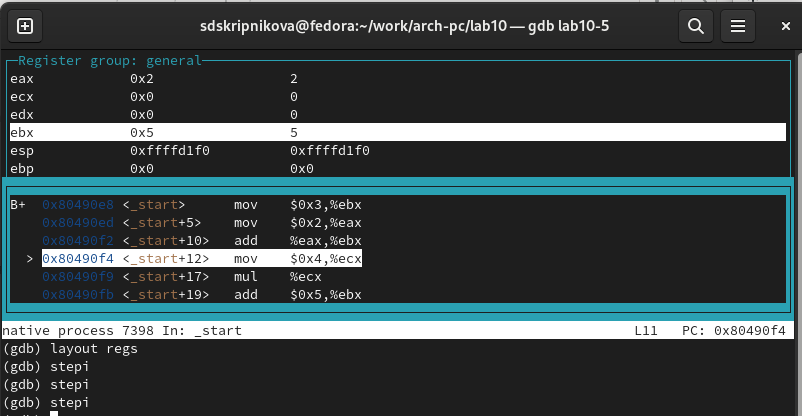 sdskripnikova@fedora:~/work/arch-pc/lab10 — gdb lab10-5
Register group: general
eax 0x2 2
ecx 0x0 0
edx 0x0 0
ebx 0x5 5
esp 0xffffd1f0 0xffffd1f0
ebp 0x0 0x0
B+ 0x80490e8 <_start> mov $0x3,%ebx
0x80490ed <_start+5> mov $0x2,%eax
0x80490f2 <_start+10> add %eax,%ebx
> 0x80490f4 <_start+12> mov $0x4,%ecx
0x80490f9 <_start+17> mul %ecx
0x80490fb <_start+19> add $0x5,%ebx
native process 7398 In: _start L11 PC: 0x80490f4
(gdb) layout regs
(gdb) stepi
(gdb) stepi
(gdb) stepi